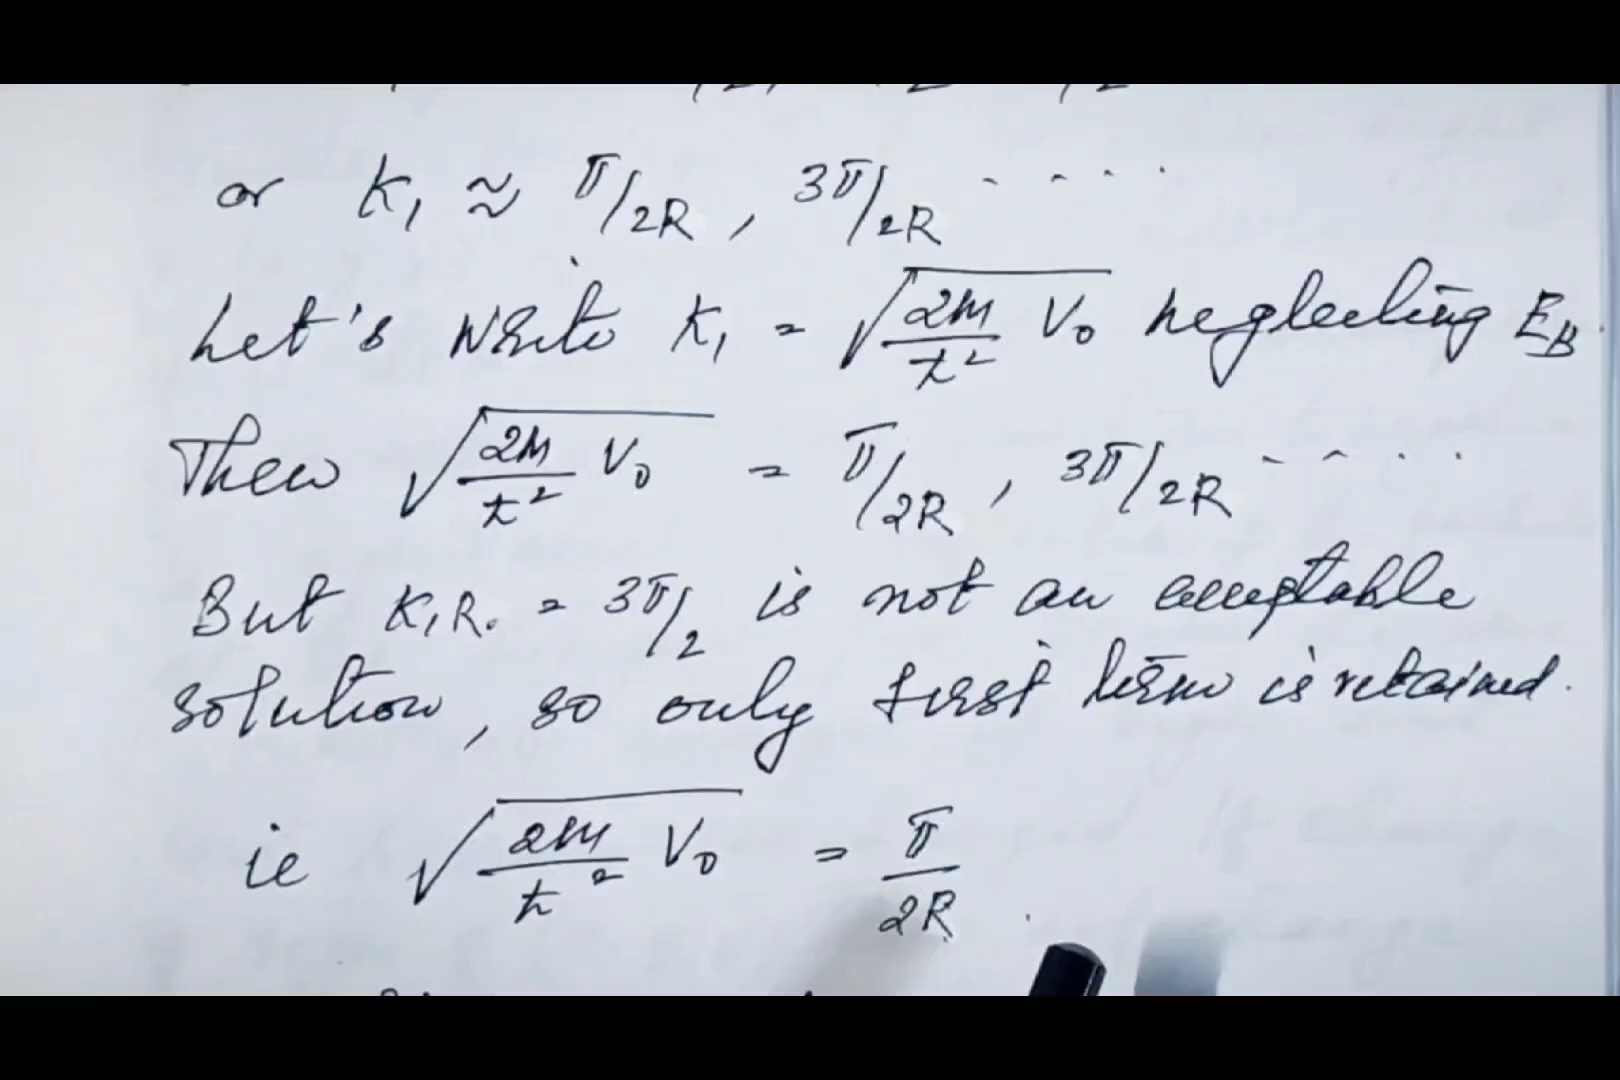 or K₁ ≈ π/2R, 3π/2R - - . . .
Let's write K₁ = √(2M/ħ² V₀) neglecting E_B.
Then √(2M/ħ² V₀) = π/2R, 3π/2R - - . .
But K₁R. = 3π/2 is not an acceptable
solution, so only first term is retained.
ie √(2M/ħ² V₀) = π/2R.